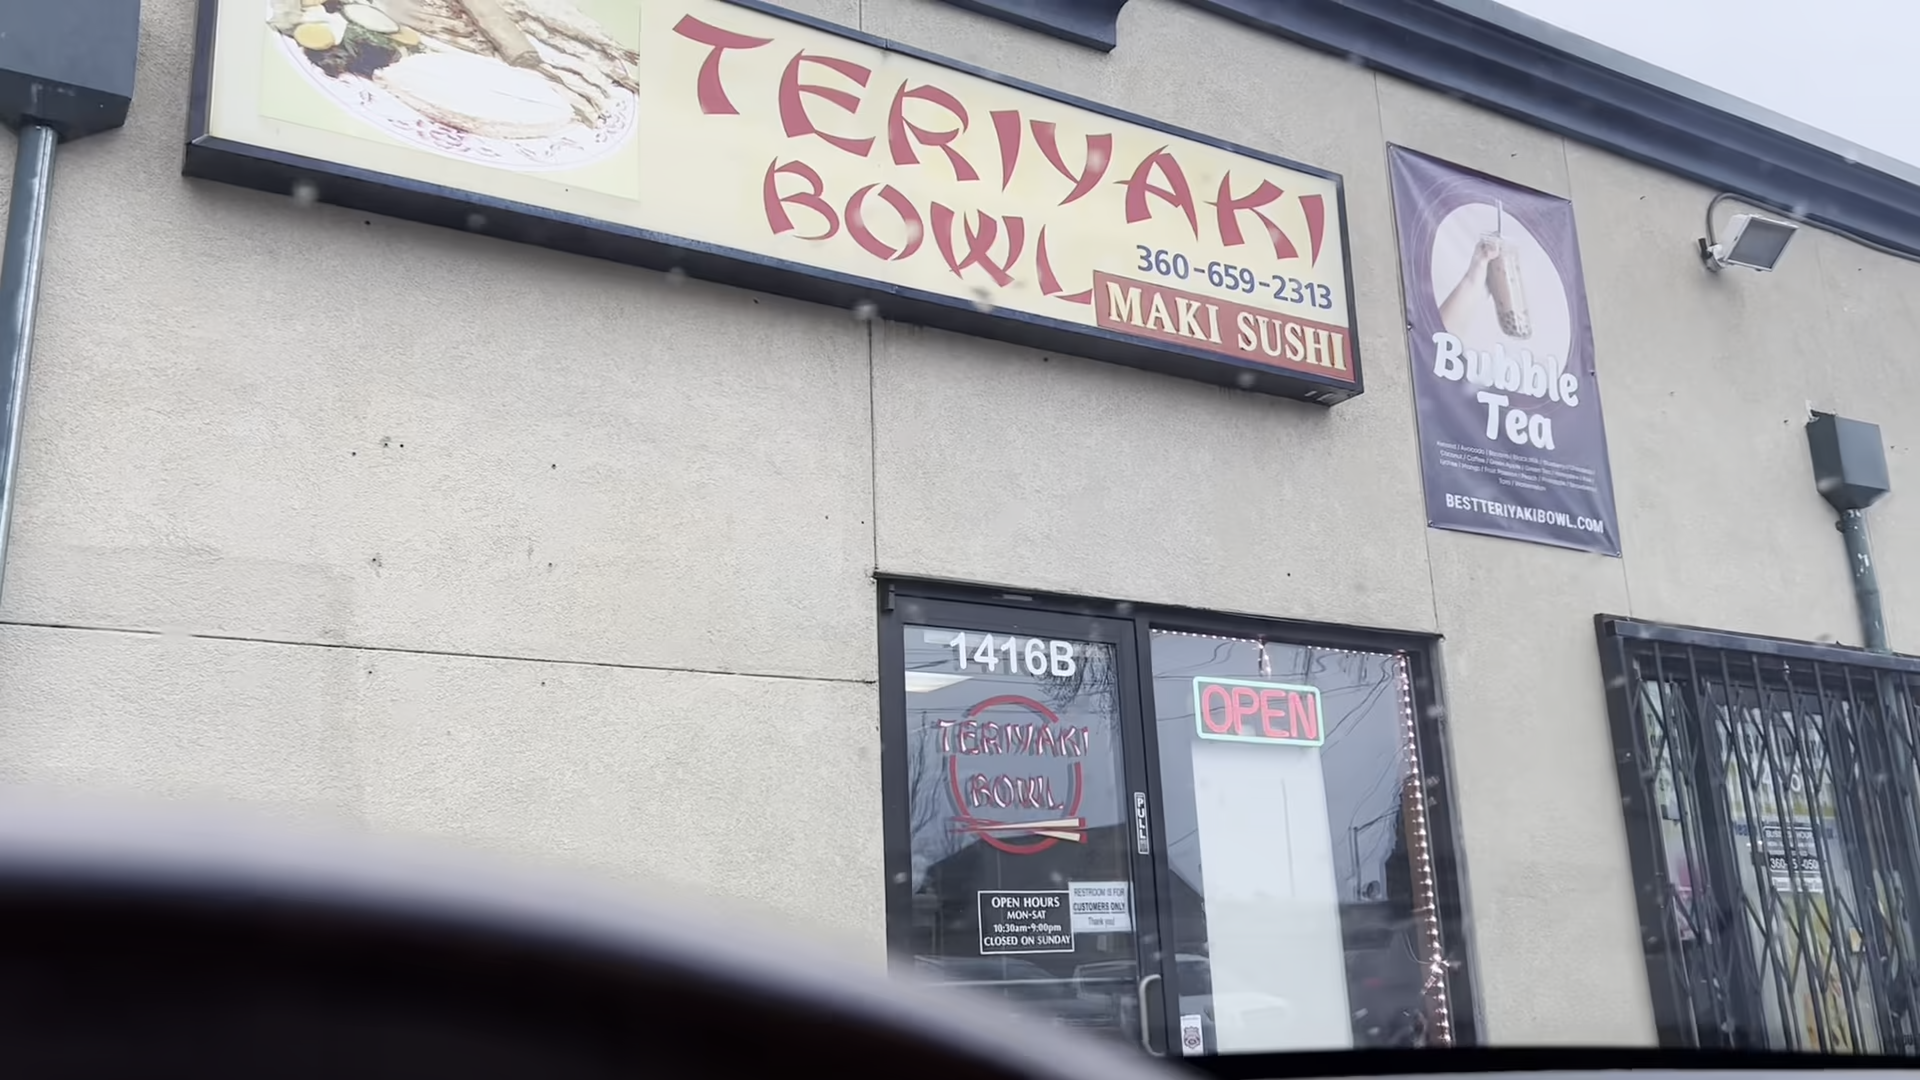 TERIYAKI
BOWL
360-659-2313
MAKI SUSHI
Bubble
Tea
BESTTERIYAKIBOWL.COM
1416B
TERIYAKI
BOWL
OPEN
PULL
OPEN HOURS
MON-SAT
10:30am-9:00pm
CLOSED ON SUNDAY
RESTROOM IS FOR
CUSTOMERS ONLY
Thank you!